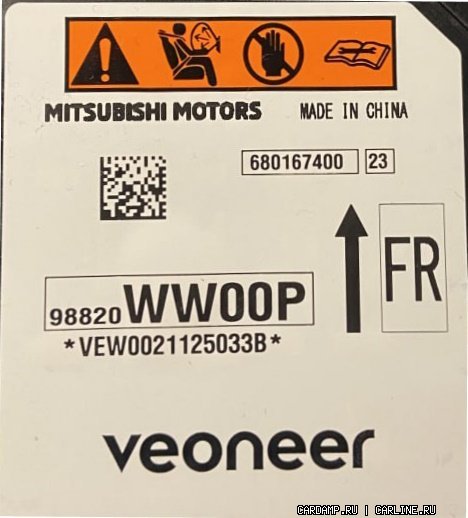 MITSUBISHI MOTORS MADE IN CHINA
680167400 23
FR
98820 WW00P
*VEW0021125033B*
veoneer
CARDAMP.RU | CARLINE.RU